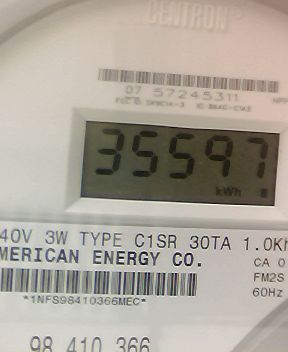 CENTRON
07 57245311
35597
kWh
40V 3W TYPE C1SR 30TA 1.0Kh
MERICAN ENERGY CO.
CA 0
FM2S
60Hz
*1NFS98410366MEC*
98 410 366